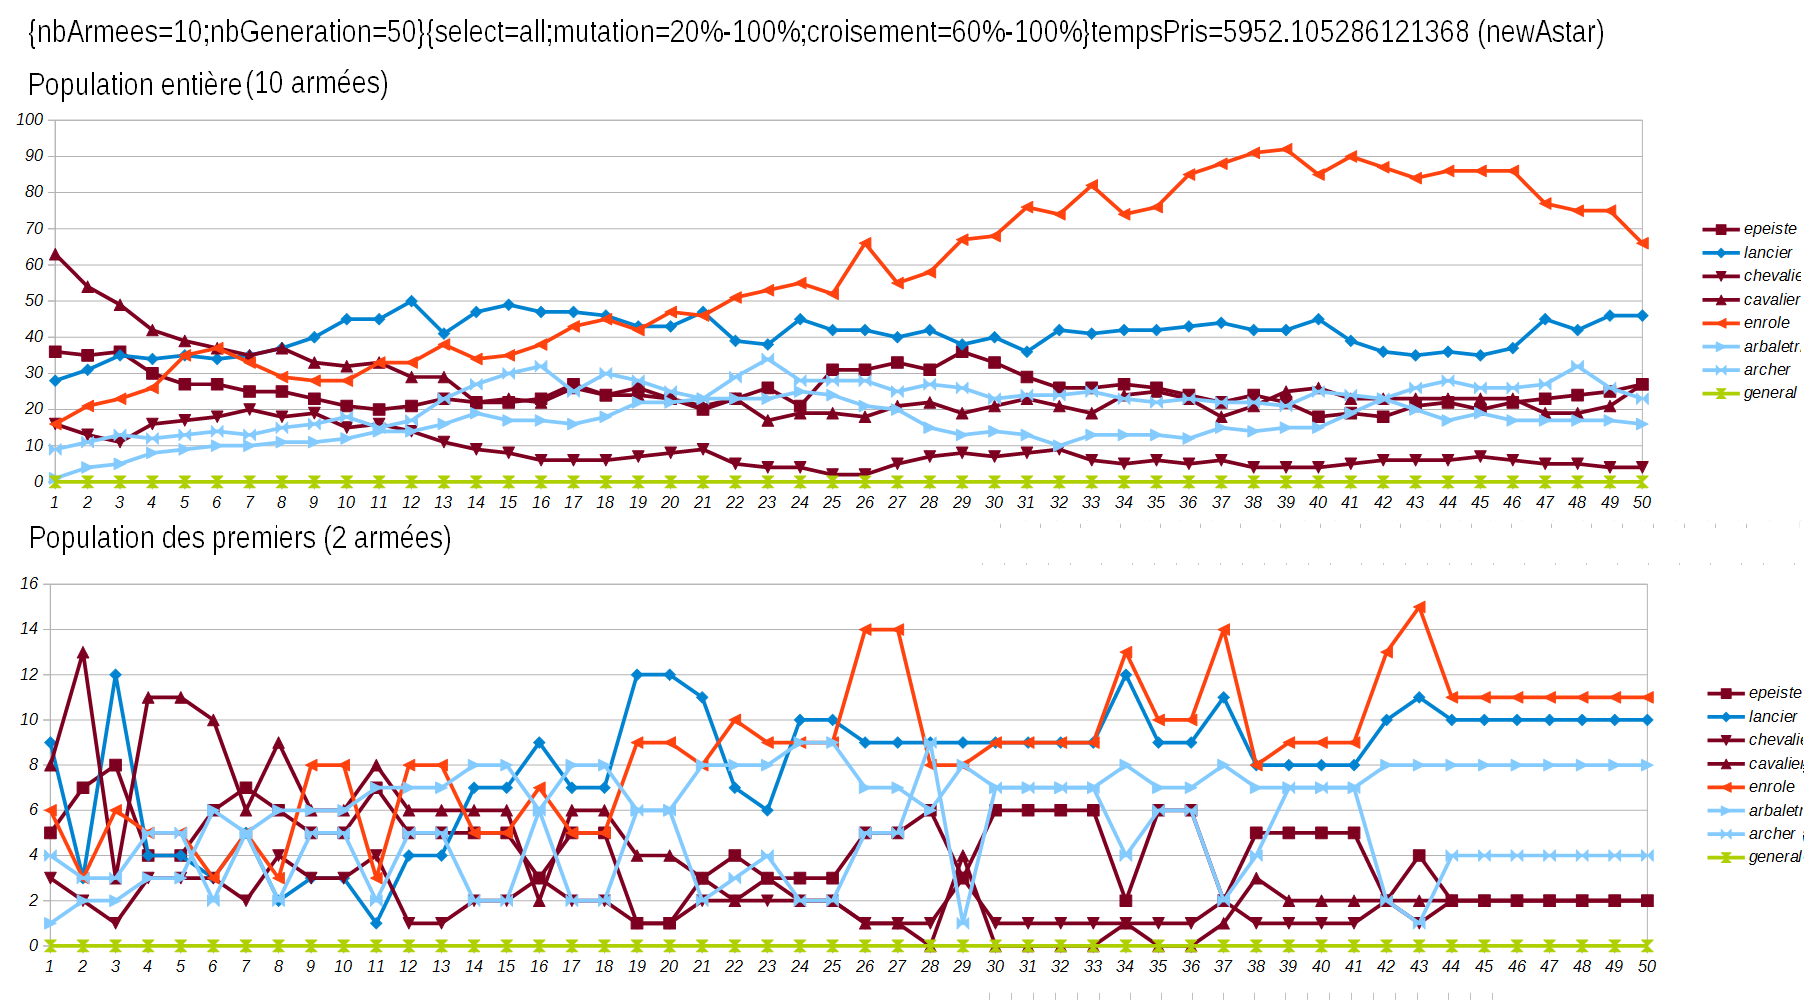 {nbArmees=10;nbGeneration=50}{select=all;mutation=20%-100%;croisement=60%-100%}tempsPris=5952.105286121368 (newAstar)
Population entière(10 armées)
100
90
80
70
60
50
40
30
20
10
0
1 2 3 4 5 6 7 8 9 10 11 12 13 14 15 16 17 18 19 20 21 22 23 24 25 26 27 28 29 30 31 32 33 34 35 36 37 38 39 40 41 42 43 44 45 46 47 48 49 50
epeiste
lancier
chevalie
cavalier
enrole
arbaletr
archer
general
Population des premiers (2 armées)
16
14
12
10
8
6
4
2
0
1 2 3 4 5 6 7 8 9 10 11 12 13 14 15 16 17 18 19 20 21 22 23 24 25 26 27 28 29 30 31 32 33 34 35 36 37 38 39 40 41 42 43 44 45 46 47 48 49 50
epeiste
lancier
chevalie
cavalier
enrole
arbaletr
archer
general